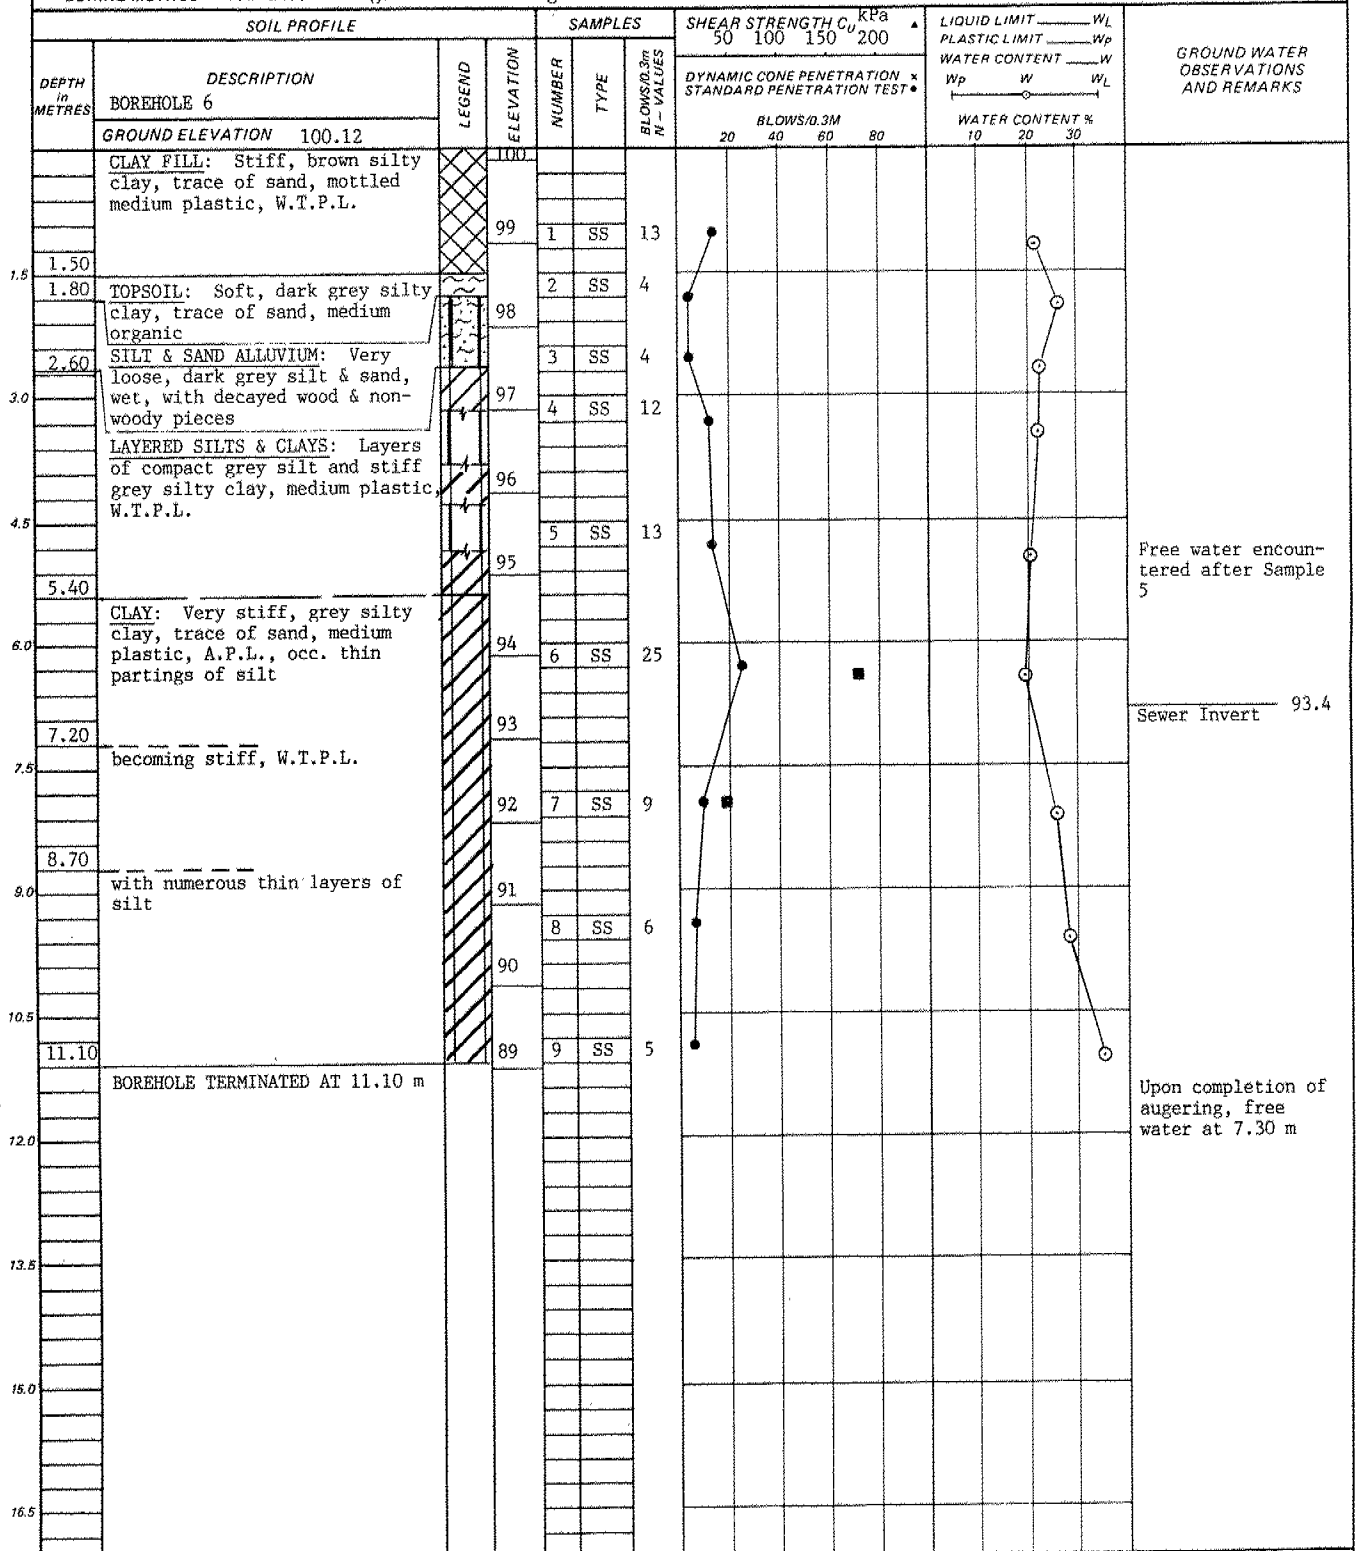 SOIL PROFILE
SAMPLES
SHEAR STRENGTH Cu kPa ▲
50 100 150 200
DYNAMIC CONE PENETRATION ×
STANDARD PENETRATION TEST ●
BLOWS/0.3M
20 40 60 80
LIQUID LIMIT WL
PLASTIC LIMIT Wp
WATER CONTENT W
Wp W WL
WATER CONTENT %
10 20 30
GROUND WATER
OBSERVATIONS
AND REMARKS
DEPTH
in
METRES
DESCRIPTION
BOREHOLE 6
GROUND ELEVATION 100.12
LEGEND
ELEVATION
NUMBER
TYPE
BLOWS/0.3m
N – VALUES
CLAY FILL: Stiff, brown silty
clay, trace of sand, mottled
medium plastic, W.T.P.L.
100
99 1 SS 13
1.50
1.5
1.80
TOPSOIL: Soft, dark grey silty
clay, trace of sand, medium
organic
2 SS 4
98
2.60
SILT & SAND ALLUVIUM: Very
loose, dark grey silt & sand,
wet, with decayed wood & non-
woody pieces
3 SS 4
3.0
97
4 SS 12
LAYERED SILTS & CLAYS: Layers
of compact grey silt and stiff
grey silty clay, medium plastic,
W.T.P.L.
96
4.5
5 SS 13
95
Free water encoun-
tered after Sample
5
5.40
CLAY: Very stiff, grey silty
clay, trace of sand, medium
plastic, A.P.L., occ. thin
partings of silt
6.0
94
6 SS 25
93.4
Sewer Invert
93
7.20
becoming stiff, W.T.P.L.
7.5
92 7 SS 9
8.70
with numerous thin layers of
silt
9.0
91
8 SS 6
90
10.5
11.10
89 9 SS 5
BOREHOLE TERMINATED AT 11.10 m
Upon completion of
augering, free
water at 7.30 m
12.0
13.5
15.0
16.5